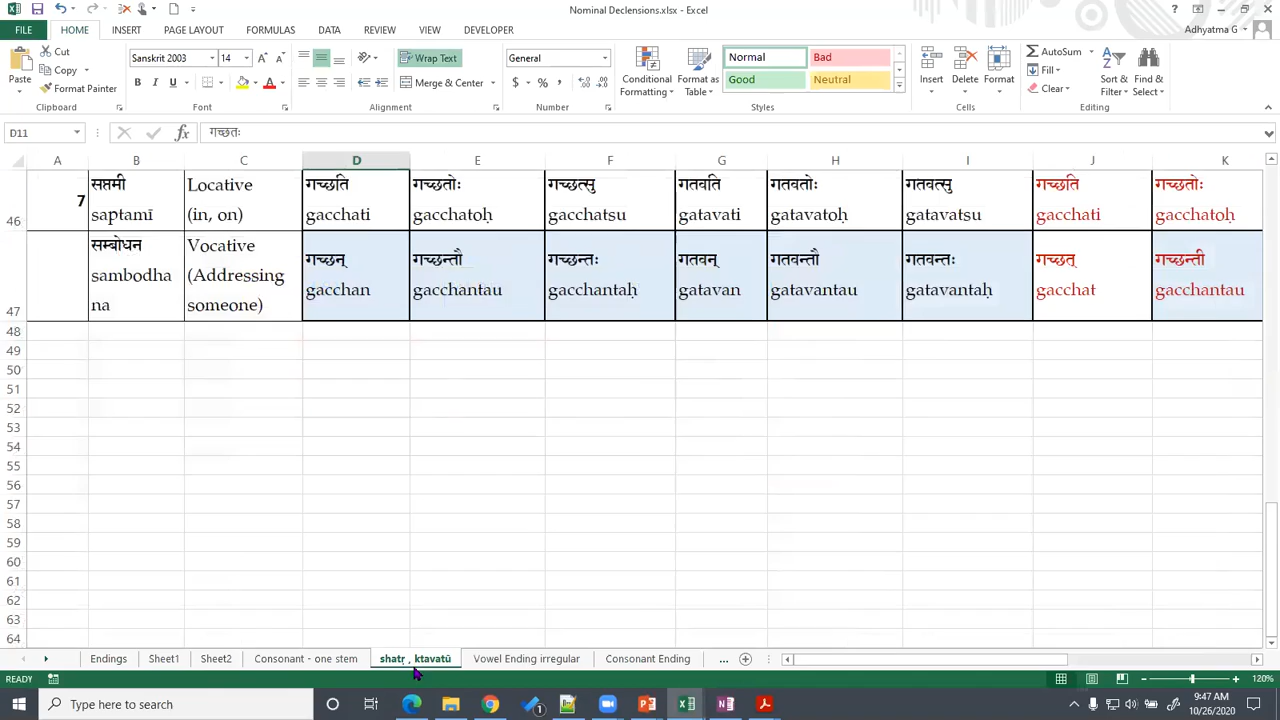 Nominal Declensions.xlsx - Excel
FILE HOME INSERT PAGE LAYOUT FORMULAS DATA REVIEW VIEW DEVELOPER Adhyatma G
Paste Cut Copy Format Painter Clipboard
Sanskrit 2003 14 B I U Font
Wrap Text Merge & Center Alignment
General $ % , Number
Conditional Formatting Format as Table Normal Bad Good Neutral Styles
Insert Delete Format Cells
AutoSum Fill Clear Sort & Filter Find & Select Editing
D11 fx गच्छतः
A B C D E F G H I J K
7 सप्तमी Locative गच्छति गच्छतोः गच्छत्सु गतवति गतवतोः गतवत्सु गच्छति गच्छतोः
46 saptamī (in, on) gacchati gacchatoḥ gacchatsu gatavati gatavatoḥ gatavatsu gacchati gacchatoḥ
सम्बोधन Vocative गच्छन् गच्छन्तौ गच्छन्तः गतवन् गतवन्तौ गतवन्तः गच्छत् गच्छन्ती
sambodha (Addressing gacchan gacchantau gacchantaḥ gatavan gatavantau gatavantaḥ gacchat gacchantau
47 na someone)
48
49
50
51
52
53
54
55
56
57
58
59
60
61
62
63
64
Endings Sheet1 Sheet2 Consonant - one stem shatṛ , ktavatū Vowel Ending irregular Consonant Ending ...
READY 120%
Type here to search 1 9:47 AM
10/26/2020